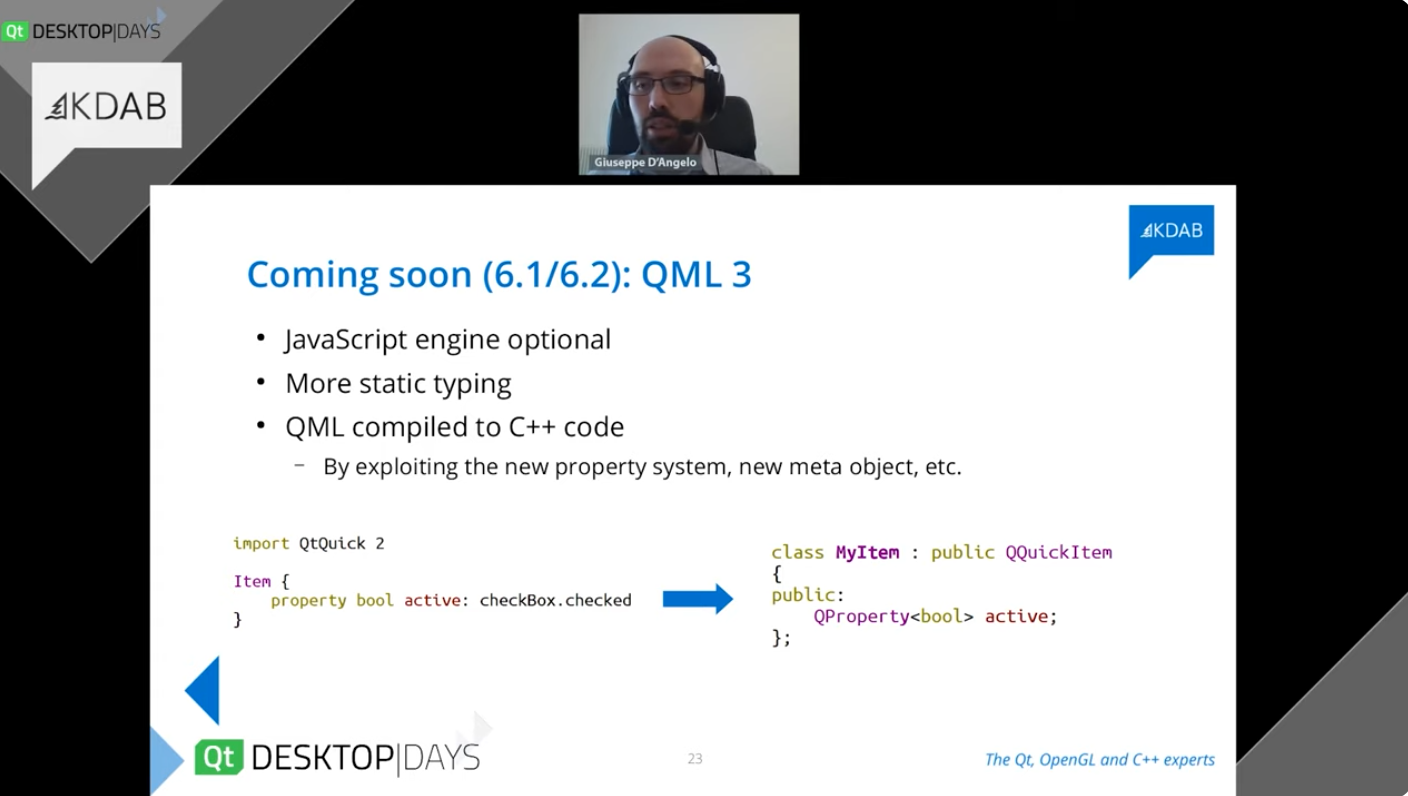 Qt DESKTOP|DAYS
KDAB
Giuseppe D'Angelo
KDAB
Coming soon (6.1/6.2): QML 3
• JavaScript engine optional
• More static typing
• QML compiled to C++ code
– By exploiting the new property system, new meta object, etc.
import QtQuick 2
Item {
property bool active: checkBox.checked
}
class MyItem : public QQuickItem
{
public:
QProperty<bool> active;
};
Qt DESKTOP|DAYS
23
The Qt, OpenGL and C++ experts